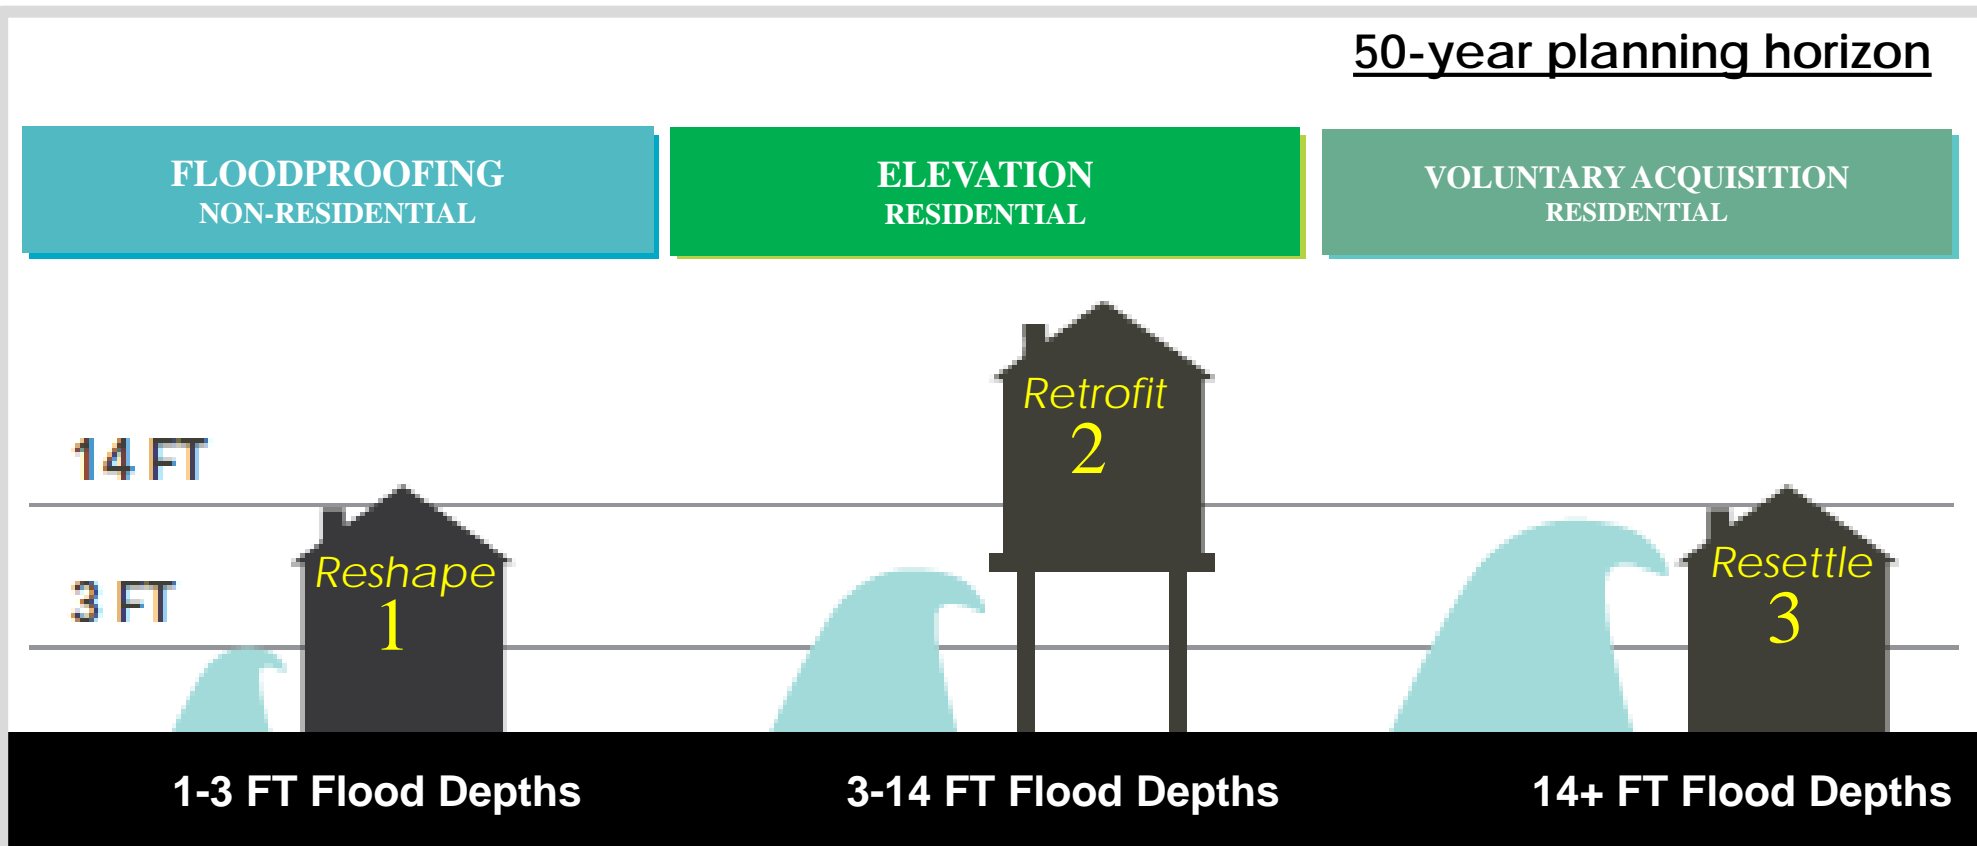 50-year planning horizon
FLOODPROOFING
NON-RESIDENTIAL
ELEVATION
RESIDENTIAL
VOLUNTARY ACQUISITION
RESIDENTIAL
14 FT
3 FT
Reshape
1
Retrofit
2
Resettle
3
1-3 FT Flood Depths
3-14 FT Flood Depths
14+ FT Flood Depths